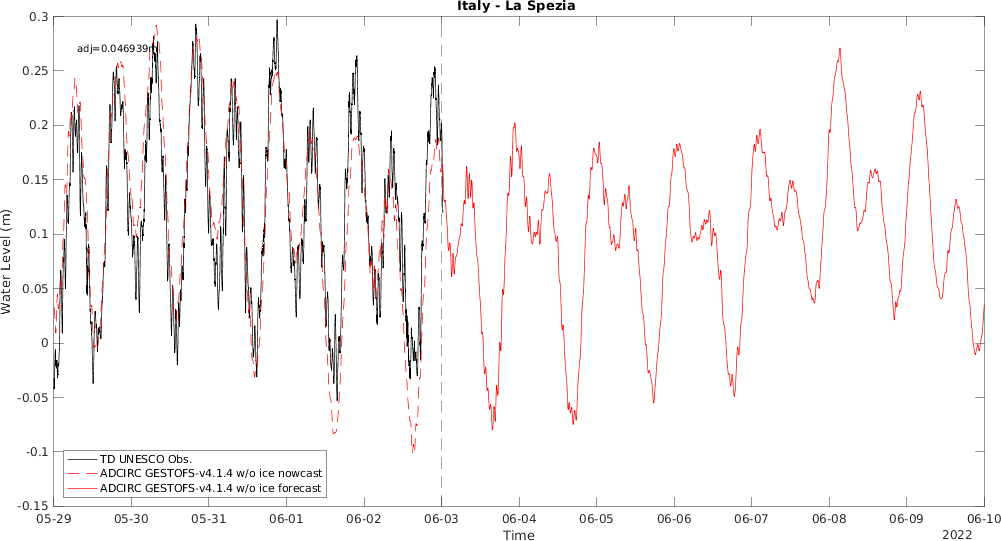 Italy - La Spezia
adj=0.046939m
Water Level (m)
0.3
0.25
0.2
0.15
0.1
0.05
0
-0.05
-0.1
-0.15
TD UNESCO Obs.
ADCIRC GESTOFS-v4.1.4 w/o ice nowcast
ADCIRC GESTOFS-v4.1.4 w/o ice forecast
05-29 05-30 05-31 06-01 06-02 06-03 06-04 06-05 06-06 06-07 06-08 06-09 06-10
Time
2022